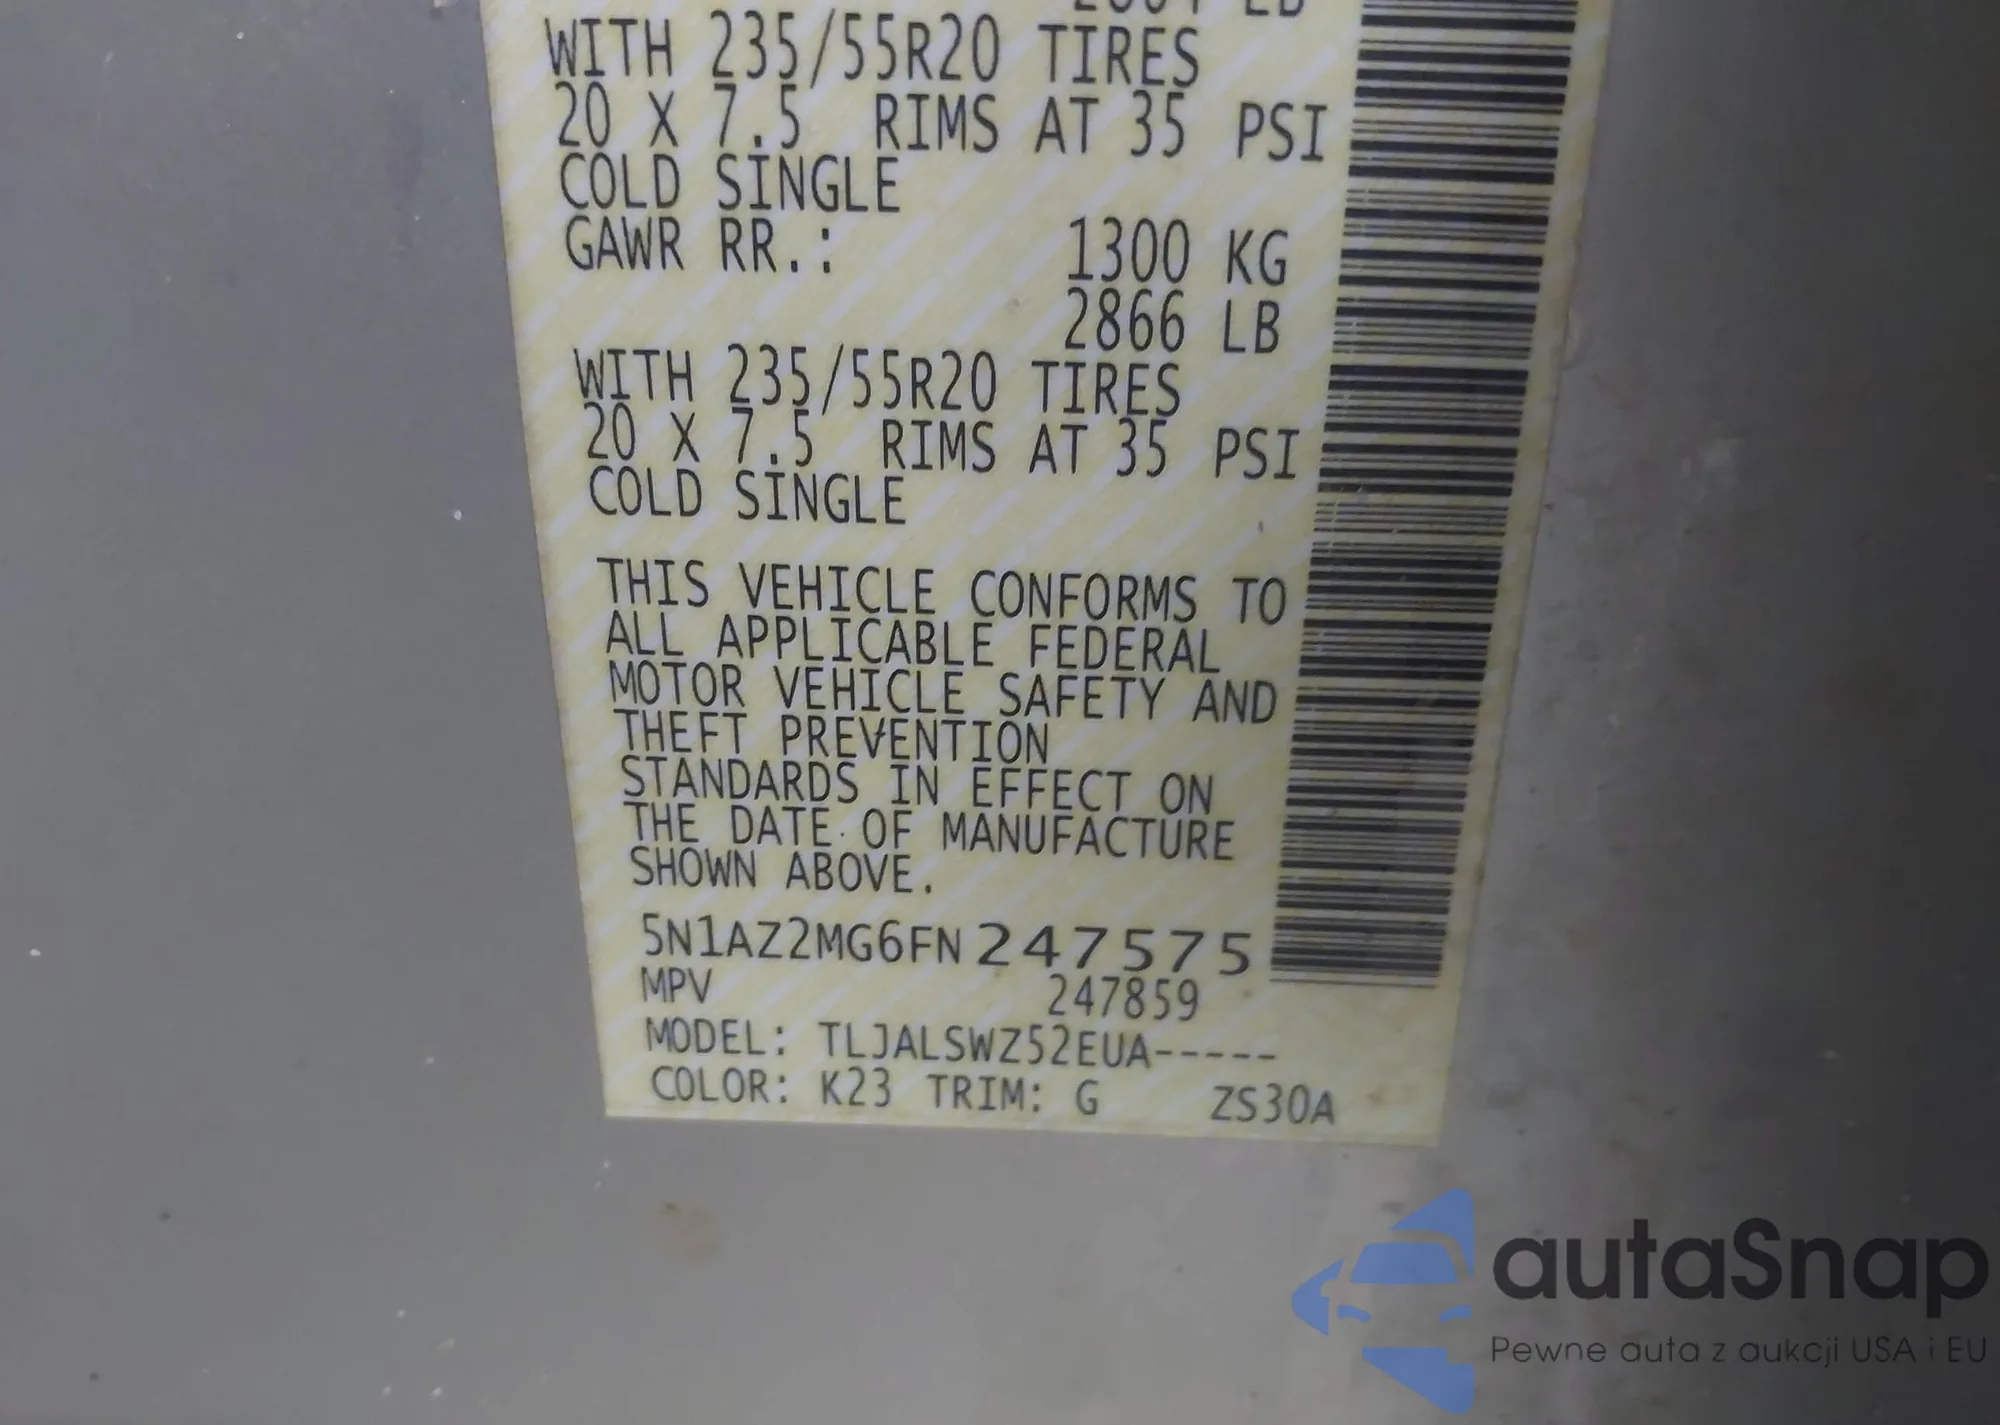 LB
WITH 235/55R20 TIRES
20 X 7.5 RIMS AT 35 PSI
COLD SINGLE
GAWR RR.: 1300 KG
2866 LB
WITH 235/55R20 TIRES
20 X 7.5 RIMS AT 35 PSI
COLD SINGLE
THIS VEHICLE CONFORMS TO
ALL APPLICABLE FEDERAL
MOTOR VEHICLE SAFETY AND
THEFT PREVENTION
STANDARDS IN EFFECT ON
THE DATE OF MANUFACTURE
SHOWN ABOVE.
5N1AZ2MG6FN247575
MPV 247859
MODEL: TLJALSWZ52EUA-----
COLOR: K23 TRIM: G ZS30A
autaSnap
Pewne auta z aukcji USA i EU